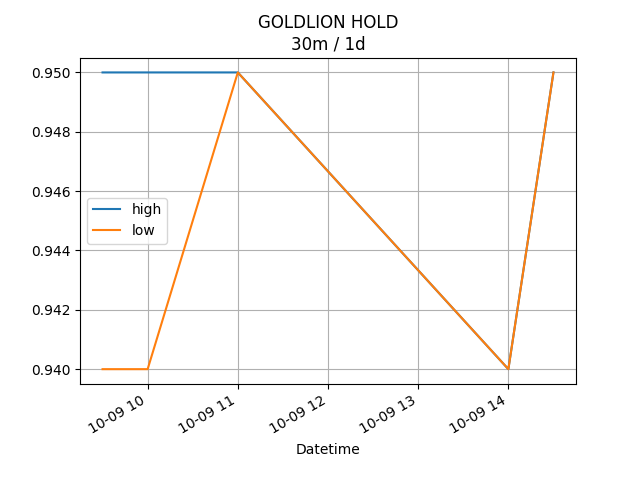 GOLDLION HOLD
30m / 1d
0.950
0.948
0.946
0.944
0.942
0.940
high
low
10-09 10
10-09 11
10-09 12
10-09 13
10-09 14
Datetime